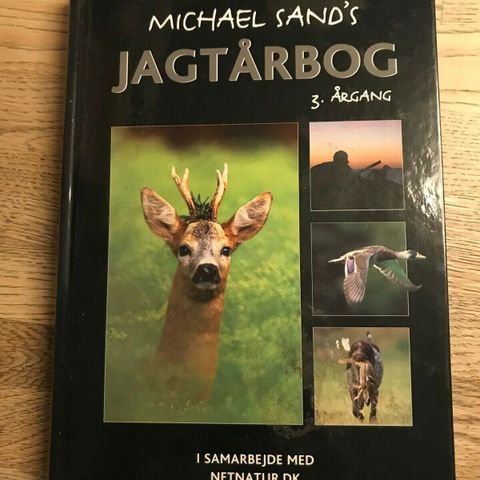 MICHAEL SAND'S
JAGTÅRBOG
3. ÅRGANG
I SAMARBEJDE MED
NETNATUR.DK